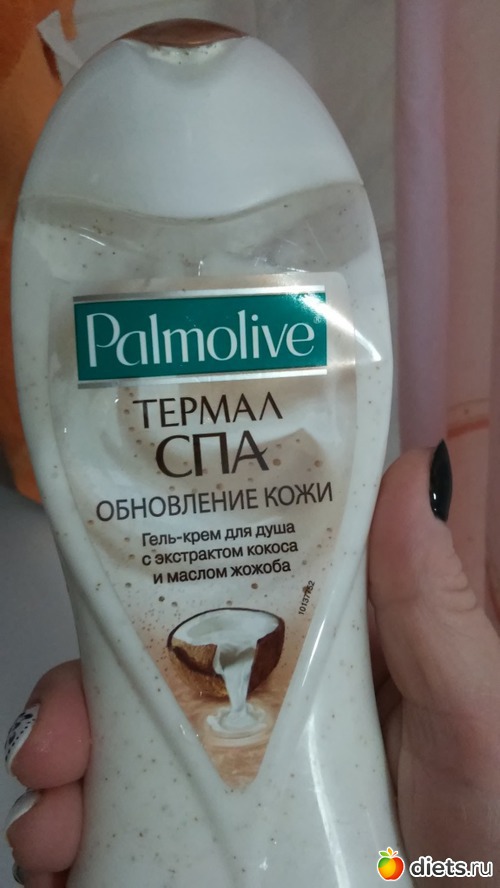 Palmolive®
ТЕРМАЛ
СПА
ОБНОВЛЕНИЕ КОЖИ
Гель-крем для душа
с экстрактом кокоса
и маслом жожоба
diets.ru